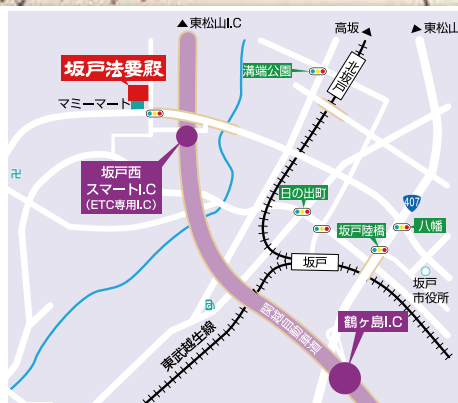 ▲東松山I.C
高坂
▲東松山
坂戸法要殿
溝端公園
北坂戸
マミーマート
坂戸西
スマートI.C
(ETC専用I.C)
日の出町
407
坂戸陸橋
八幡
坂戸
坂戸
市役所
関越自動車道
鶴ヶ島I.C
東武越生線